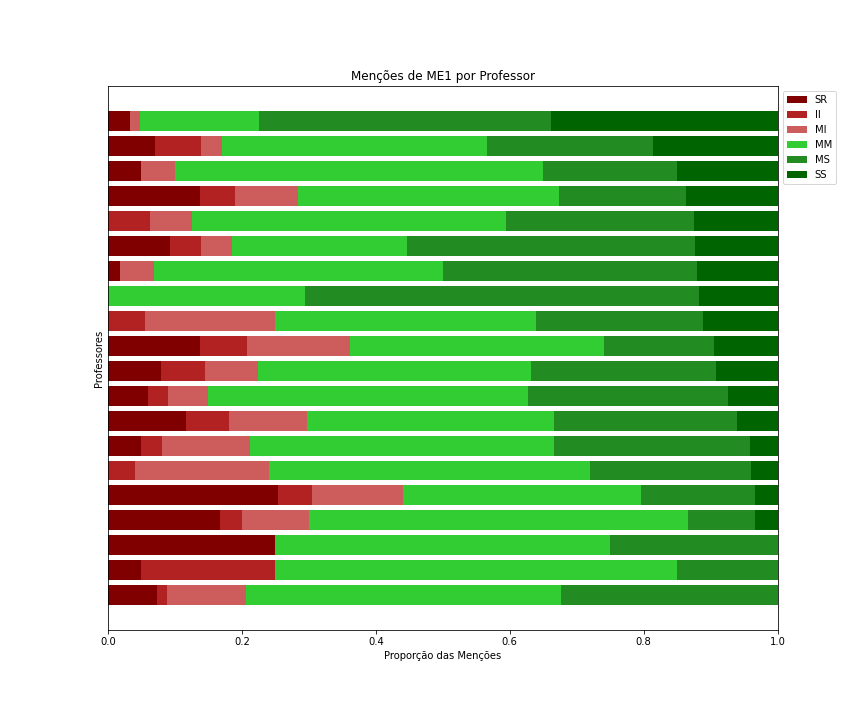 Menções de ME1 por Professor
SR
II
MI
MM
MS
SS
Professores
0.0 0.2 0.4 0.6 0.8 1.0
Proporção das Menções